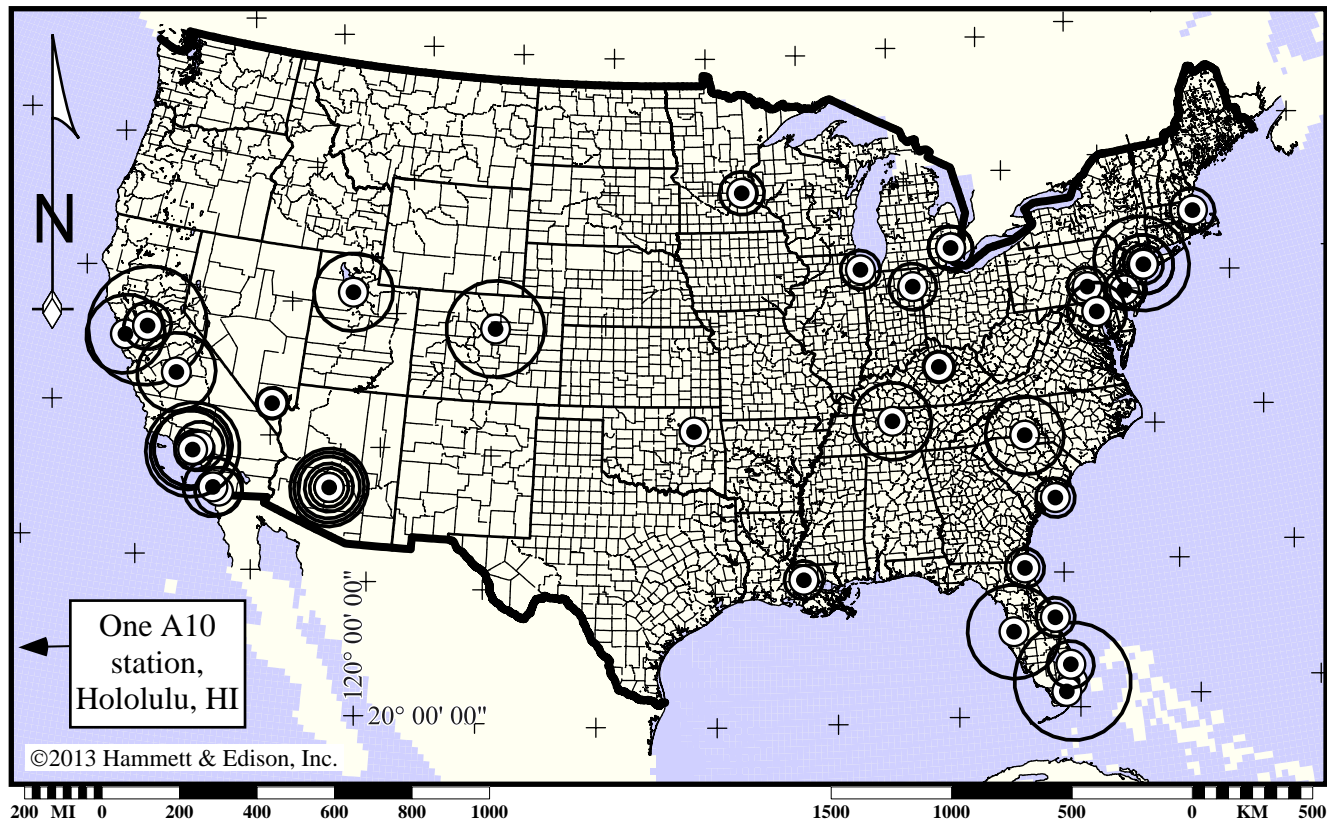 N
One A10
station,
Hololulu, HI
120° 00' 00"
20° 00' 00"
©2013 Hammett & Edison, Inc.
200 MI 0 200 400 600 800 1000
1500 1000 500 0 KM 500